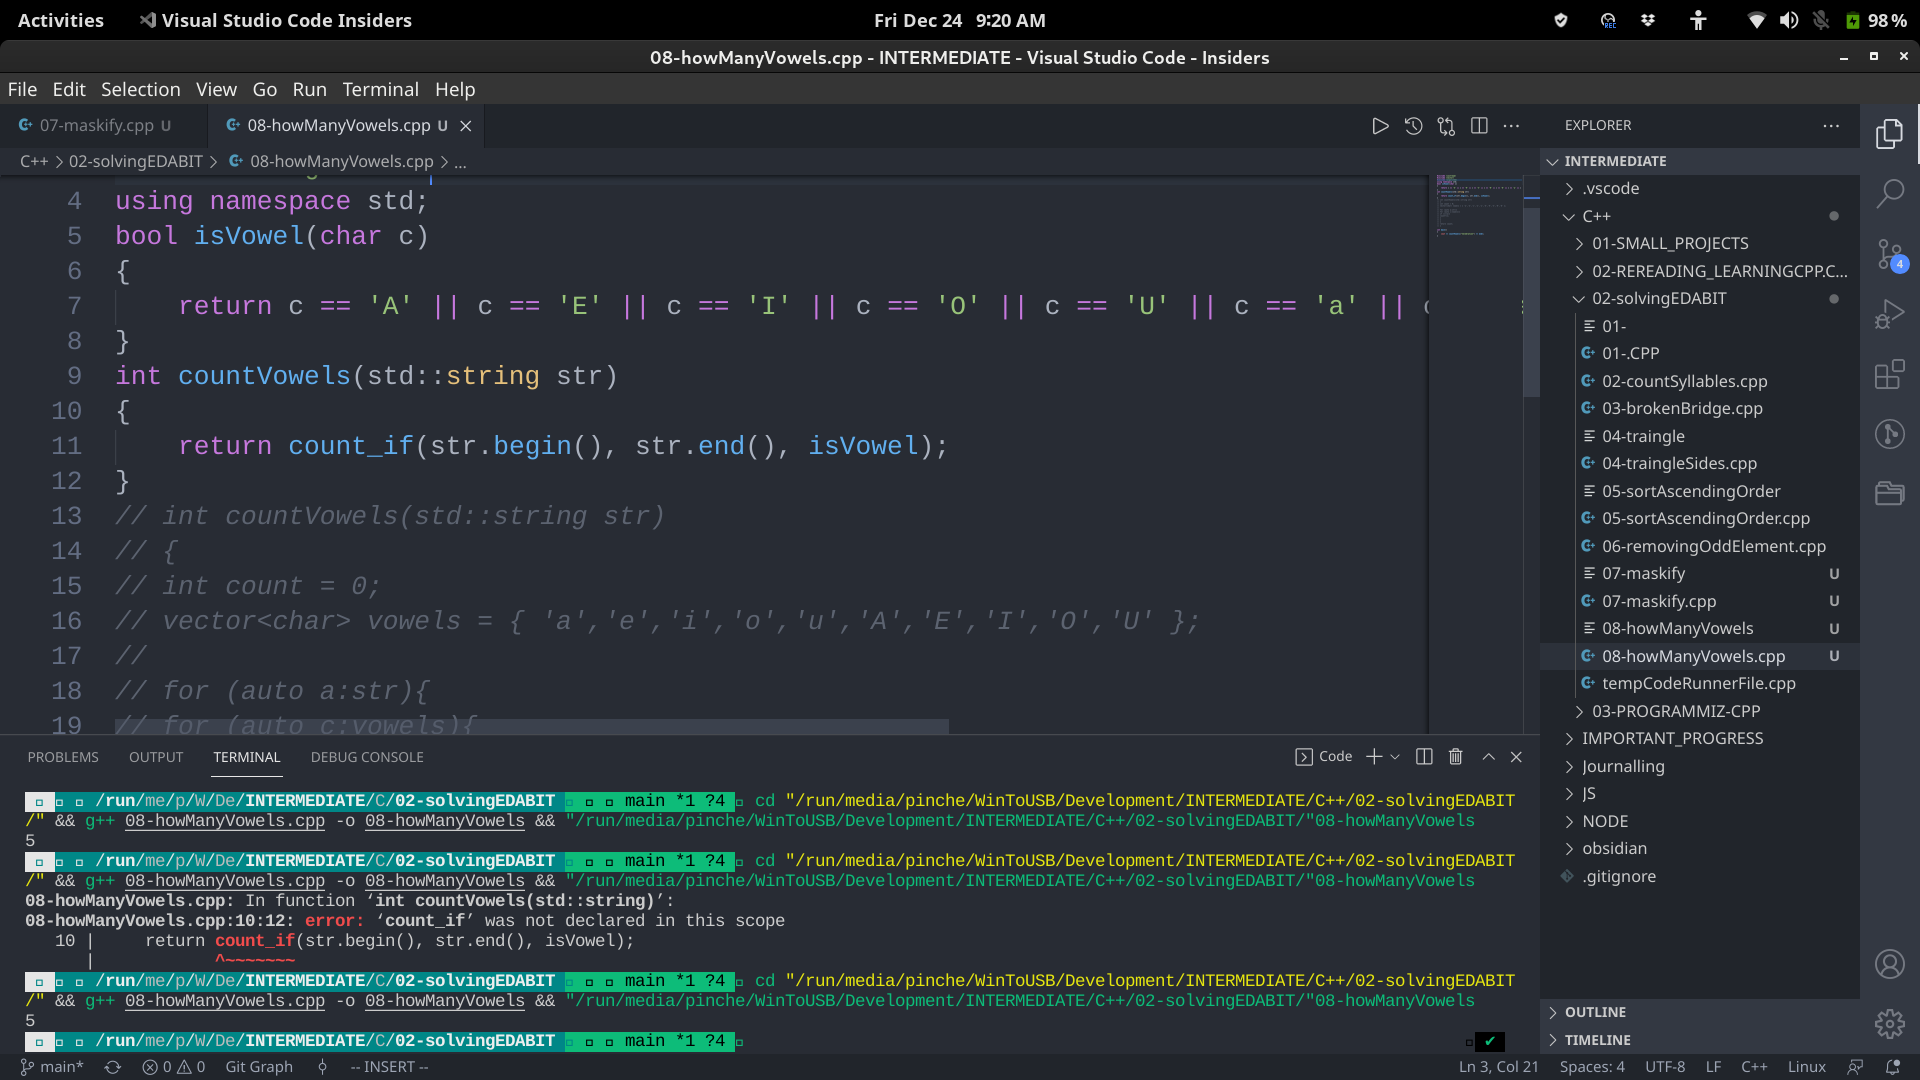 Activities
Visual Studio Code Insiders
Fri Dec 24 9:20 AM
98%
08-howManyVowels.cpp - INTERMEDIATE - Visual Studio Code - Insiders
File Edit Selection View Go Run Terminal Help
07-maskify.cpp U
08-howManyVowels.cpp U
C++ > 02-solvingEDABIT > 08-howManyVowels.cpp > ...
4 using namespace std;
5 bool isVowel(char c)
6 {
7 return c == 'A' || c == 'E' || c == 'I' || c == 'O' || c == 'U' || c == 'a' ||
8 }
9 int countVowels(std::string str)
10 {
11 return count_if(str.begin(), str.end(), isVowel);
12 }
13 // int countVowels(std::string str)
14 // {
15 // int count = 0;
16 // vector<char> vowels = { 'a','e','i','o','u','A','E','I','O','U' };
17 //
18 // for (auto a:str){
19 // for (auto c:vowels){
PROBLEMS OUTPUT TERMINAL DEBUG CONSOLE
Code
/run/me/p/W/De/INTERMEDIATE/C/02-solvingEDABIT main *1 ?4 cd "/run/media/pinche/WinToUSB/Development/INTERMEDIATE/C++/02-solvingEDABIT
/" && g++ 08-howManyVowels.cpp -o 08-howManyVowels && "/run/media/pinche/WinToUSB/Development/INTERMEDIATE/C++/02-solvingEDABIT/"08-howManyVowels
5
/run/me/p/W/De/INTERMEDIATE/C/02-solvingEDABIT main *1 ?4 cd "/run/media/pinche/WinToUSB/Development/INTERMEDIATE/C++/02-solvingEDABIT
/" && g++ 08-howManyVowels.cpp -o 08-howManyVowels && "/run/media/pinche/WinToUSB/Development/INTERMEDIATE/C++/02-solvingEDABIT/"08-howManyVowels
08-howManyVowels.cpp: In function ‘int countVowels(std::string)’:
08-howManyVowels.cpp:10:12: error: ‘count_if’ was not declared in this scope
10 | return count_if(str.begin(), str.end(), isVowel);
| ^~~~~~~~
/run/me/p/W/De/INTERMEDIATE/C/02-solvingEDABIT main *1 ?4 cd "/run/media/pinche/WinToUSB/Development/INTERMEDIATE/C++/02-solvingEDABIT
/" && g++ 08-howManyVowels.cpp -o 08-howManyVowels && "/run/media/pinche/WinToUSB/Development/INTERMEDIATE/C++/02-solvingEDABIT/"08-howManyVowels
5
/run/me/p/W/De/INTERMEDIATE/C/02-solvingEDABIT main *1 ?4 ✔
EXPLORER
INTERMEDIATE
.vscode
C++
01-SMALL_PROJECTS
02-REREADING_LEARNINGCPP.C...
02-solvingEDABIT
01-
01-.CPP
02-countSyllables.cpp
03-brokenBridge.cpp
04-traingle
04-traingleSides.cpp
05-sortAscendingOrder
05-sortAscendingOrder.cpp
06-removingOddElement.cpp
07-maskify U
07-maskify.cpp U
08-howManyVowels U
08-howManyVowels.cpp U
tempCodeRunnerFile.cpp
03-PROGRAMMIZ-CPP
IMPORTANT_PROGRESS
Journalling
JS
NODE
obsidian
.gitignore
OUTLINE
TIMELINE
4
main* 0 0 Git Graph -- INSERT --
Ln 3, Col 21 Spaces: 4 UTF-8 LF C++ Linux